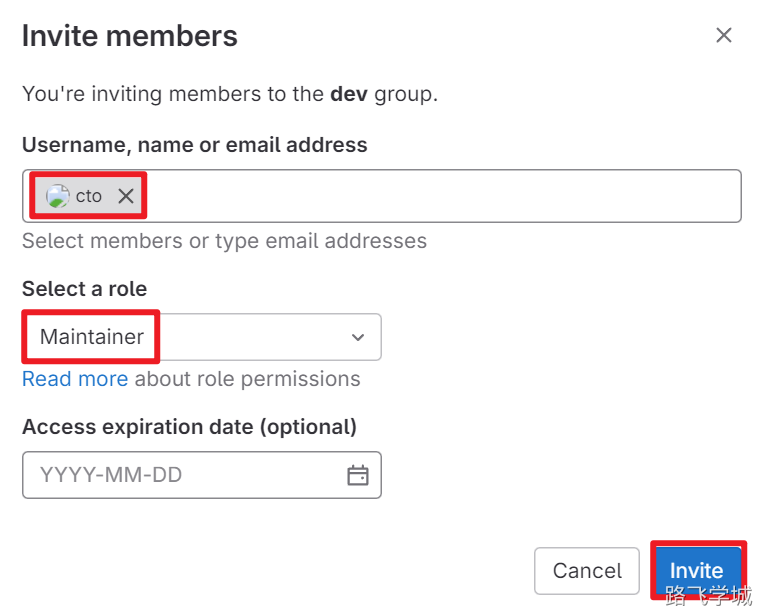 Invite members
You're inviting members to the dev group.
Username, name or email address
cto
Select members or type email addresses
Select a role
Maintainer
Read more about role permissions
Access expiration date (optional)
YYYY-MM-DD
Cancel
Invite
路飞学城